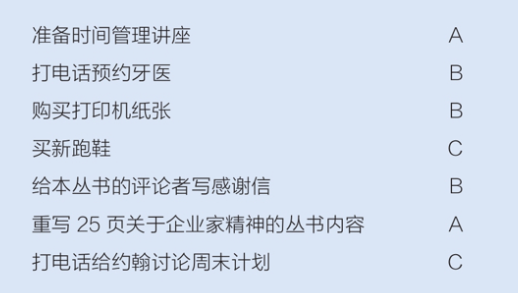 准备时间管理讲座 A
打电话预约牙医 B
购买打印机纸张 B
买新跑鞋 C
给本丛书的评论者写感谢信 B
重写 25 页关于企业家精神的丛书内容 A
打电话给约翰讨论周末计划 C